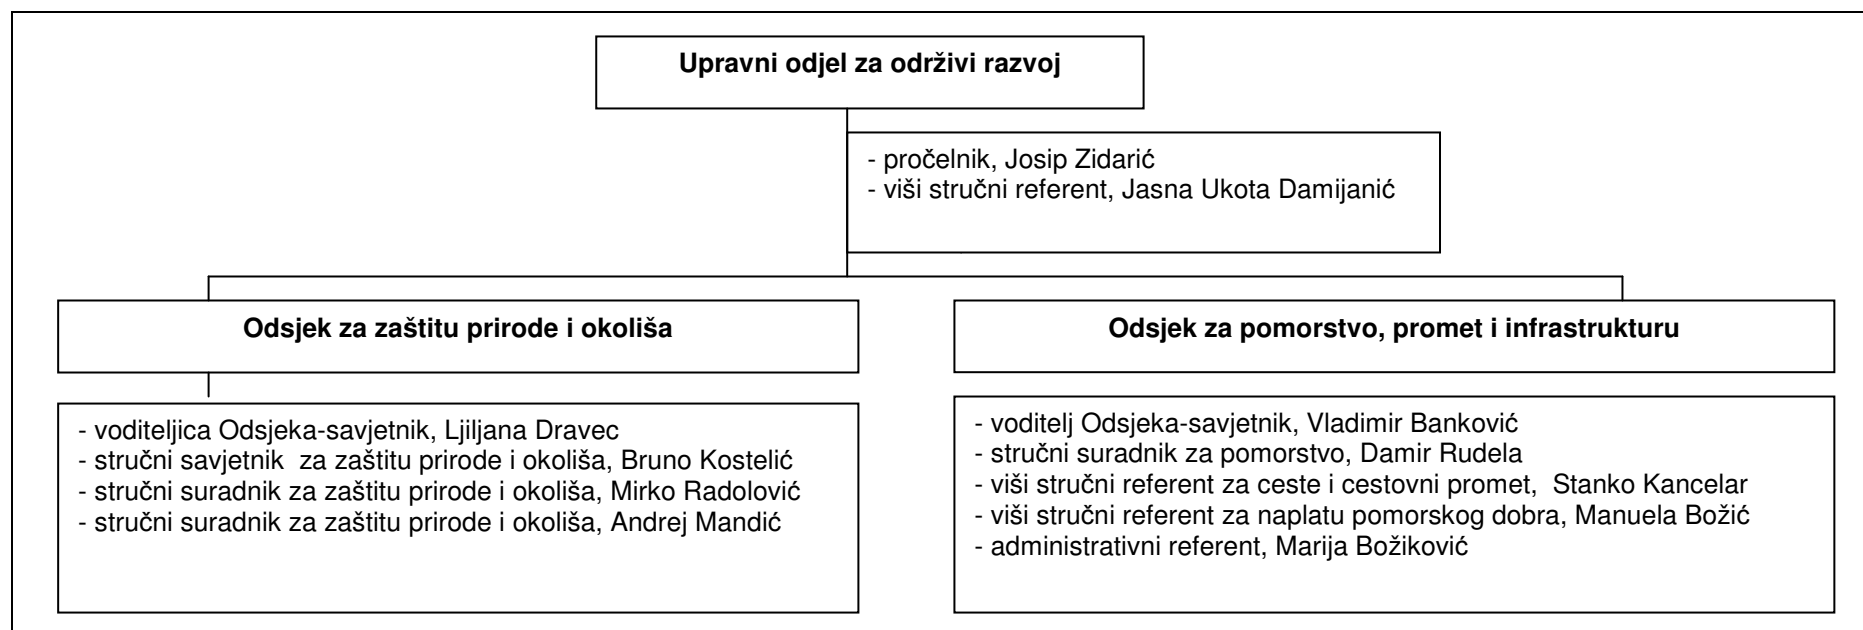 Upravni odjel za održivi razvoj
- pročelnik, Josip Zidarić
- viši stručni referent, Jasna Ukota Damijanić
Odsjek za zaštitu prirode i okoliša
- voditeljica Odsjeka-savjetnik, Ljiljana Dravec
- stručni savjetnik  za zaštitu prirode i okoliša, Bruno Kostelić
- stručni suradnik za zaštitu prirode i okoliša, Mirko Radolović
- stručni suradnik za zaštitu prirode i okoliša, Andrej Mandić
Odsjek za pomorstvo, promet i infrastrukturu
- voditelj Odsjeka-savjetnik, Vladimir Banković
- stručni suradnik za pomorstvo, Damir Rudela
- viši stručni referent za ceste i cestovni promet,  Stanko Kancelar
- viši stručni referent za naplatu pomorskog dobra, Manuela Božić
- administrativni referent, Marija Božiković